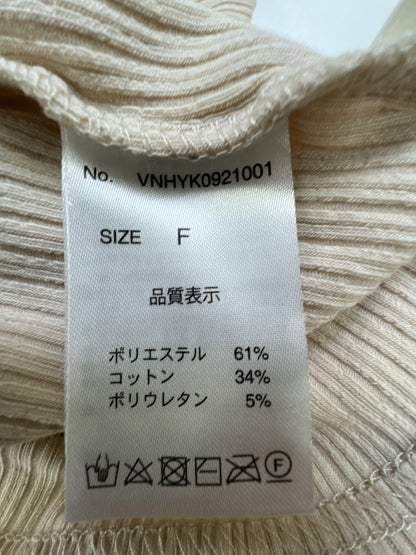 No. VNHYK0921001
SIZE F
品質表示
ポリエステル 61%
コットン 34%
ポリウレタン 5%
F